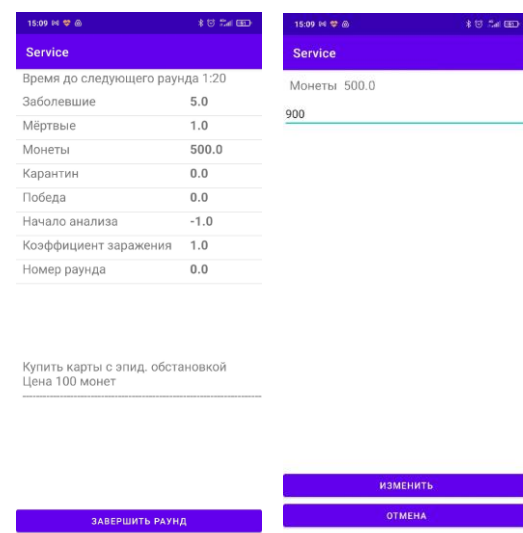 15:09
Service
Время до следующего раунда 1:20
Заболевшие 5.0
Мёртвые 1.0
Монеты 500.0
Карантин 0.0
Победа 0.0
Начало анализа -1.0
Коэффициент заражения 1.0
Номер раунда 0.0
Купить карты с эпид. обстановкой
Цена 100 монет
ЗАВЕРШИТЬ РАУНД
15:09
Service
Монеты 500.0
900
ИЗМЕНИТЬ
ОТМЕНА